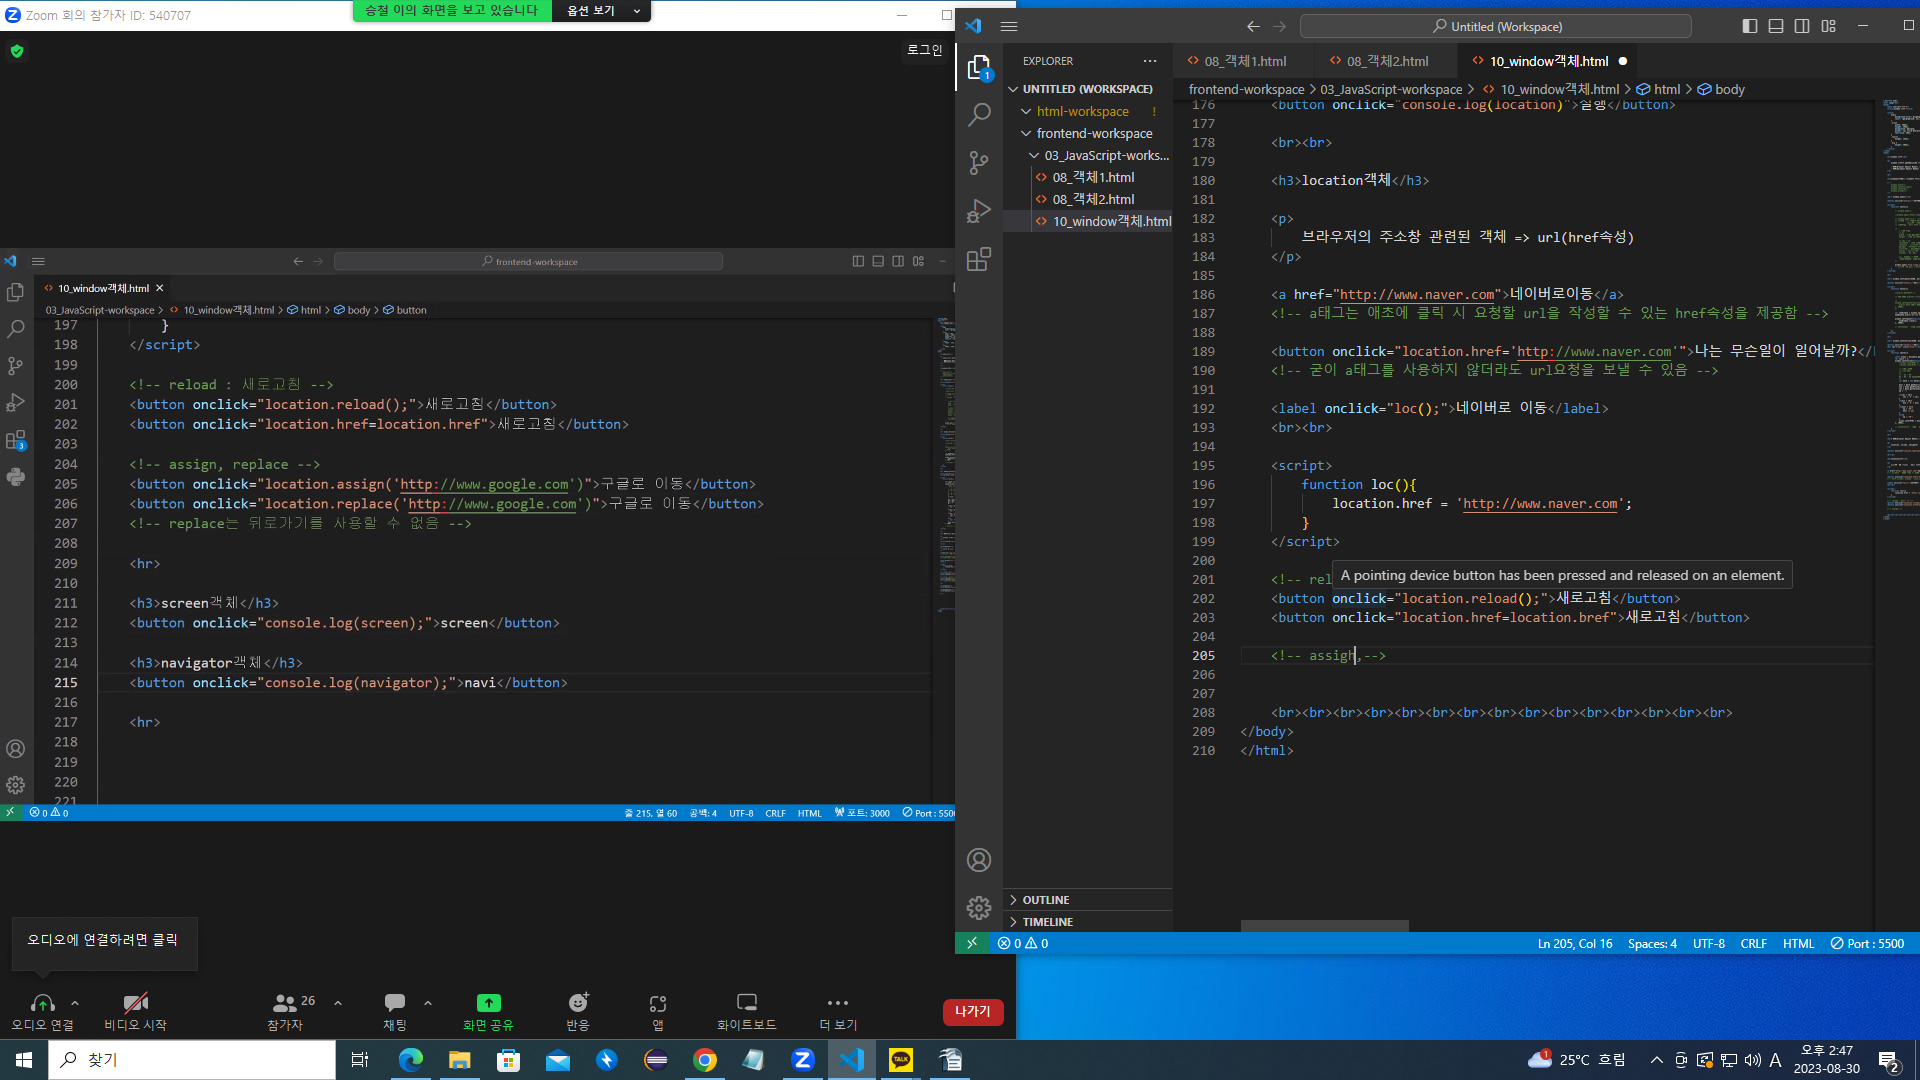 Zoom 회의 참가자 ID: 540707
승철 이의 화면을 보고 있습니다
옵션 보기
로그인
frontend-workspace
10_window객체.html
03_JavaScript-workspace > 10_window객체.html > html > body > button
197 }
198 </script>
199
200 <!-- reload : 새로고침 -->
201 <button onclick="location.reload();">새로고침</button>
202 <button onclick="location.href=location.href">새로고침</button>
203
204 <!-- assign, replace -->
205 <button onclick="location.assign('http://www.google.com')">구글로 이동</button>
206 <button onclick="location.replace('http://www.google.com')">구글로 이동</button>
207 <!-- replace는 뒤로가기를 사용할 수 없음 -->
208
209 <hr>
210
211 <h3>screen객체</h3>
212 <button onclick="console.log(screen);">screen</button>
213
214 <h3>navigator객체</h3>
215 <button onclick="console.log(navigator);">navi</button>
216
217 <hr>
218
219
220
221
3
0 0
줄 215, 열 60 공백: 4 UTF-8 CRLF HTML 포트: 3000 Port : 5500
오디오에 연결하려면 클릭
오디오 연결
비디오 시작
26
참가자
채팅
화면 공유
반응
앱
화이트보드
더 보기
나가기
Untitled (Workspace)
1
EXPLORER
UNTITLED (WORKSPACE)
html-workspace !
frontend-workspace
03_JavaScript-works...
08_객체1.html
08_객체2.html
10_window객체.html
OUTLINE
TIMELINE
08_객체1.html
08_객체2.html
10_window객체.html
frontend-workspace > 03_JavaScript-workspace > 10_window객체.html > html > body
176 <button onclick="console.log(location)">실행</button>
177
178 <br><br>
179
180 <h3>location객체</h3>
181
182 <p>
183 브라우저의 주소창 관련된 객체 => url(href속성)
184 </p>
185
186 <a href="http://www.naver.com">네이버로이동</a>
187 <!-- a태그는 애초에 클릭 시 요청할 url을 작성할 수 있는 href속성을 제공함 -->
188
189 <button onclick="location.href='http://www.naver.com'">나는 무슨일이 일어날까?</
190 <!-- 굳이 a태그를 사용하지 않더라도 url요청을 보낼 수 있음 -->
191
192 <label onclick="loc();">네이버로 이동</label>
193 <br><br>
194
195 <script>
196 function loc(){
197 location.href = 'http://www.naver.com';
198 }
199 </script>
200
201 <!-- rel
A pointing device button has been pressed and released on an element.
202 <button onclick="location.reload();">새로고침</button>
203 <button onclick="location.href=location.bref">새로고침</button>
204
205 <!-- assigh,-->
206
207
208 <br><br><br><br><br><br><br><br><br><br><br><br><br><br><br>
209 </body>
210 </html>
0 0
Ln 205, Col 16 Spaces: 4 UTF-8 CRLF HTML Port : 5500
찾기
TALK
1
25°C 흐림
A
오후 2:47
2023-08-30
2